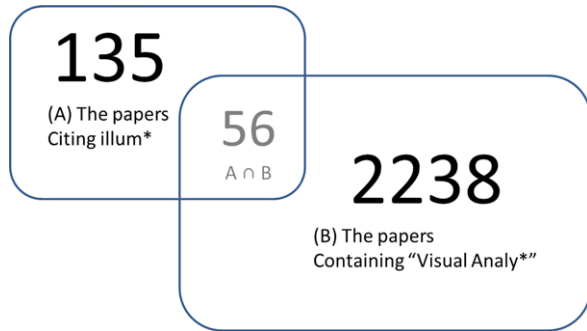 135
(A) The papers
Citing illum*
56
A ∩ B
2238
(B) The papers
Containing “Visual Analy*”